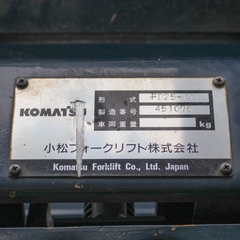 KOMATSU
形式 FD25-
製造番号
車両重量 kg
小松フォークリフト株式会社
Komatsu Forklift Co., Ltd. Japan